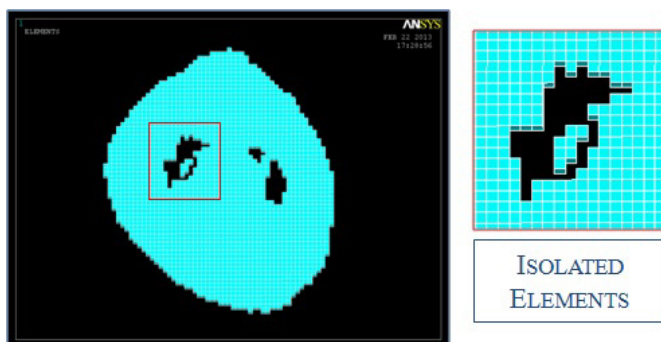 1
ELEMENTS
ANSYS
FEB 22 2013
17:28:56
ISOLATED
ELEMENTS